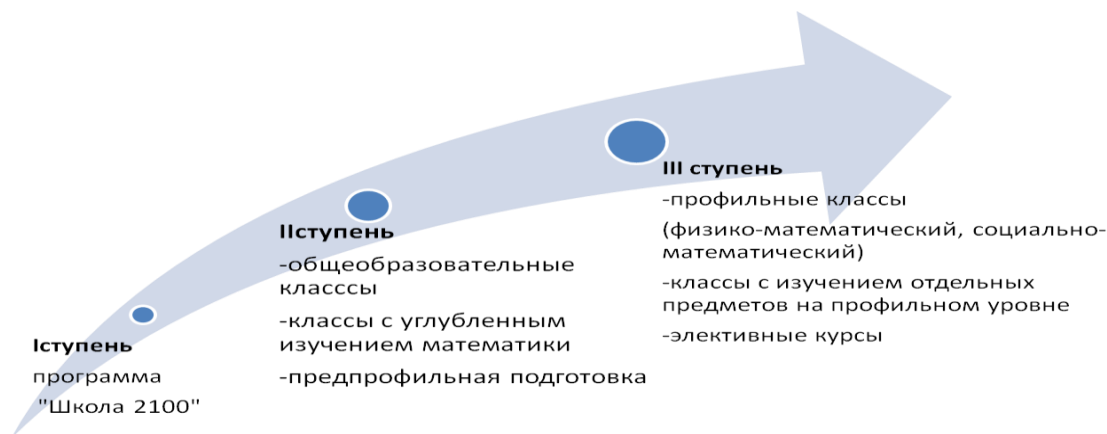 Iступень
программа
"Школа 2100"
IIступень
-общеобразовательные
класссы
-классы с углубленным
изучением математики
-предпрофильная подготовка
III ступень
-профильные классы
(физико-математический, социально-
математический)
-классы с изучением отдельных
предметов на профильном уровне
-элективные курсы